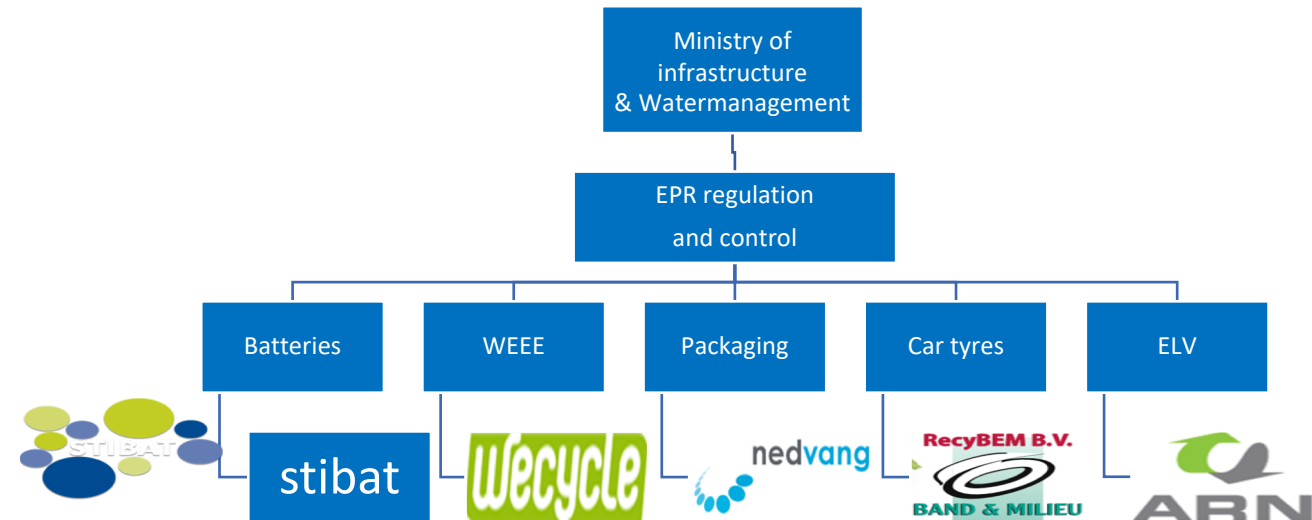 Ministry of
infrastructure
& Watermanagement
EPR regulation
and control
Batteries
WEEE
Packaging
Car tyres
ELV
STIBAT
stibat
wecycle
nedvang
RecyBEM B.V.
BAND & MILIEU
ARN